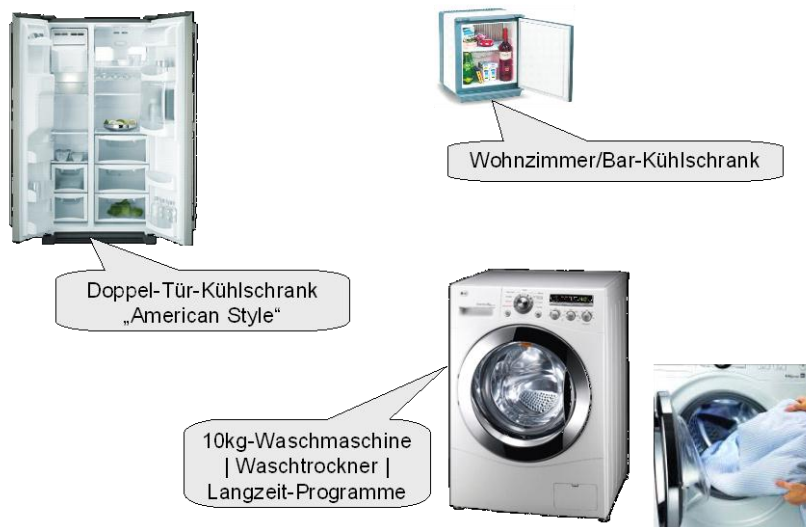 Wohnzimmer/Bar-Kühlschrank
Doppel-Tür-Kühlschrank
„American Style“
10kg-Waschmaschine
| Waschtrockner |
Langzeit-Programme